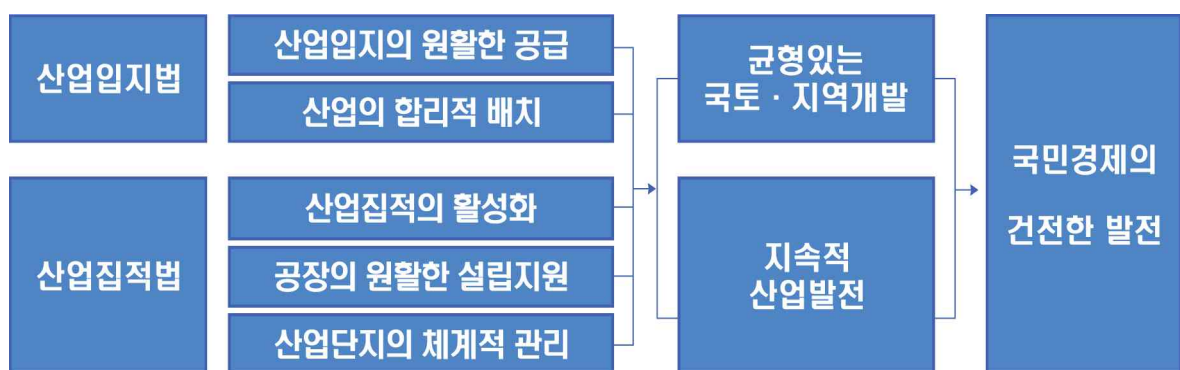 산업입지법
산업입지의 원활한 공급
산업의 합리적 배치
산업집적법
산업집적의 활성화
공장의 원활한 설립지원
산업단지의 체계적 관리
균형있는
국토 · 지역개발
지속적
산업발전
국민경제의
건전한 발전